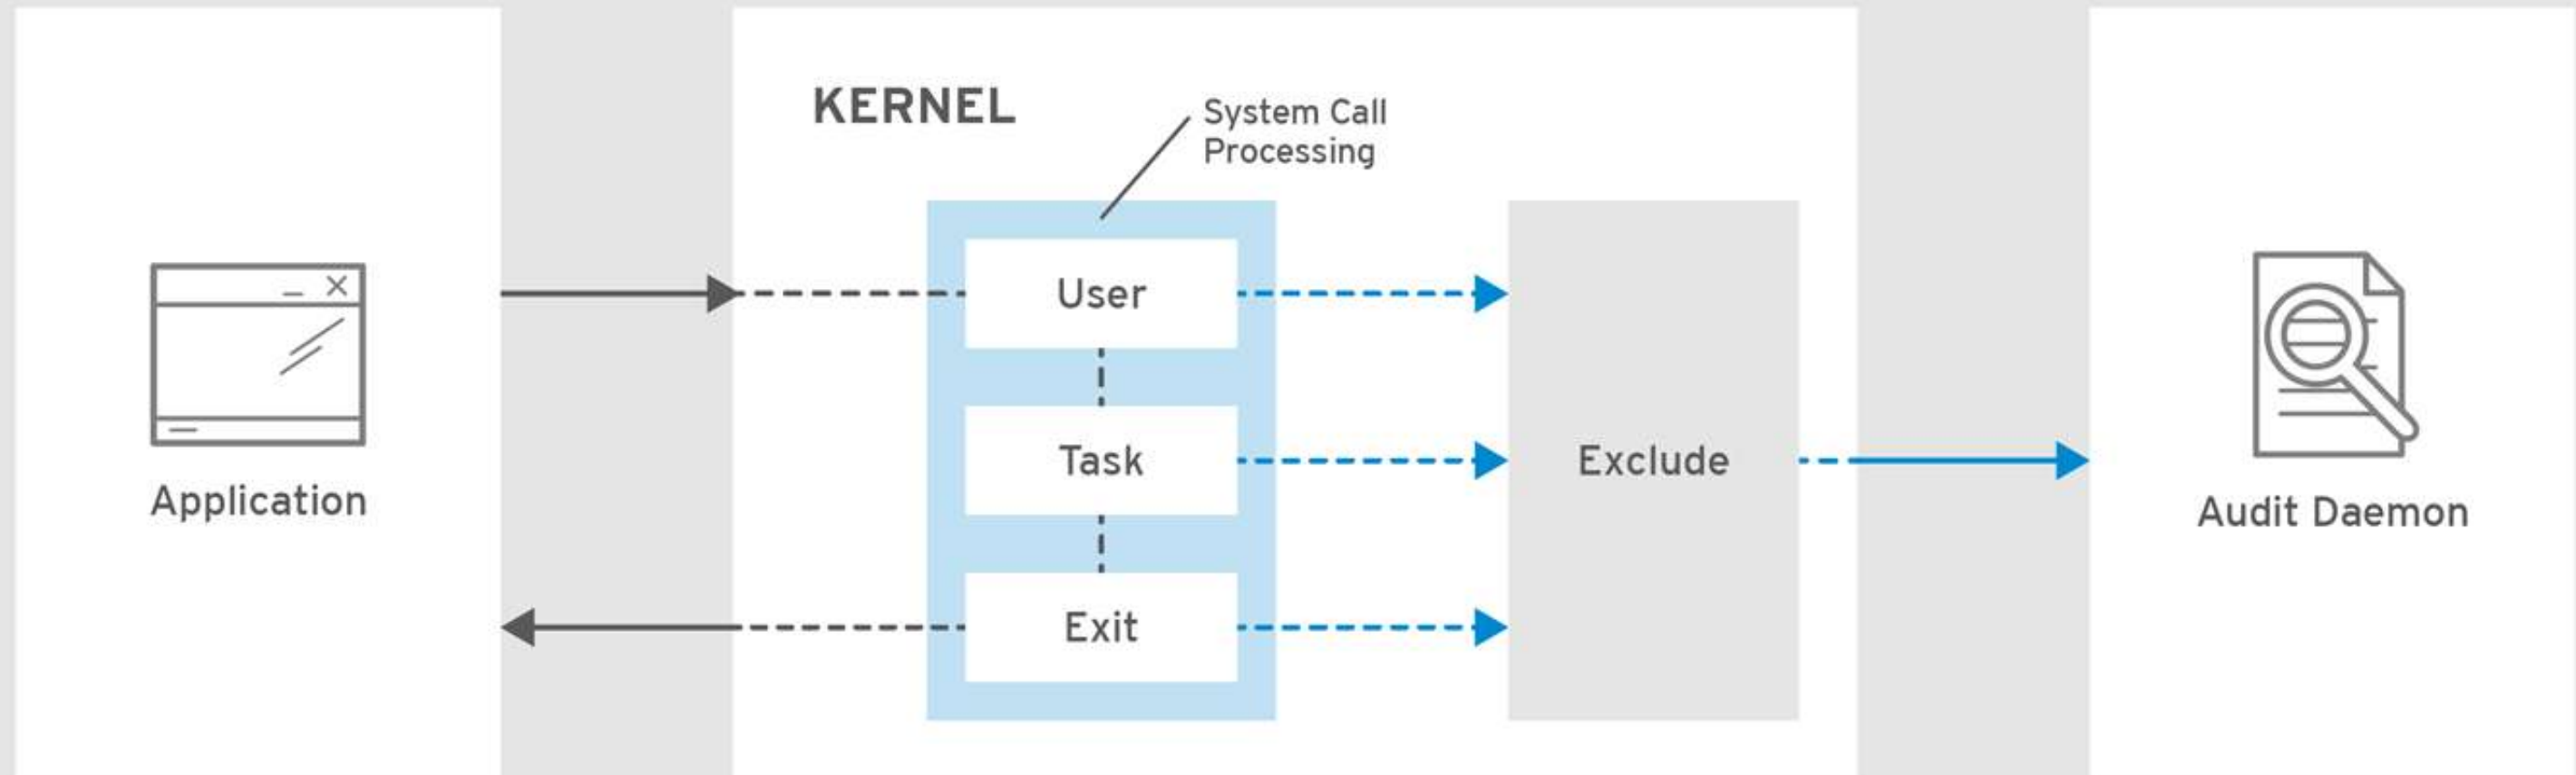 KERNEL
System Call
Processing
User
Task
Exit
Exclude
Application
Audit Daemon